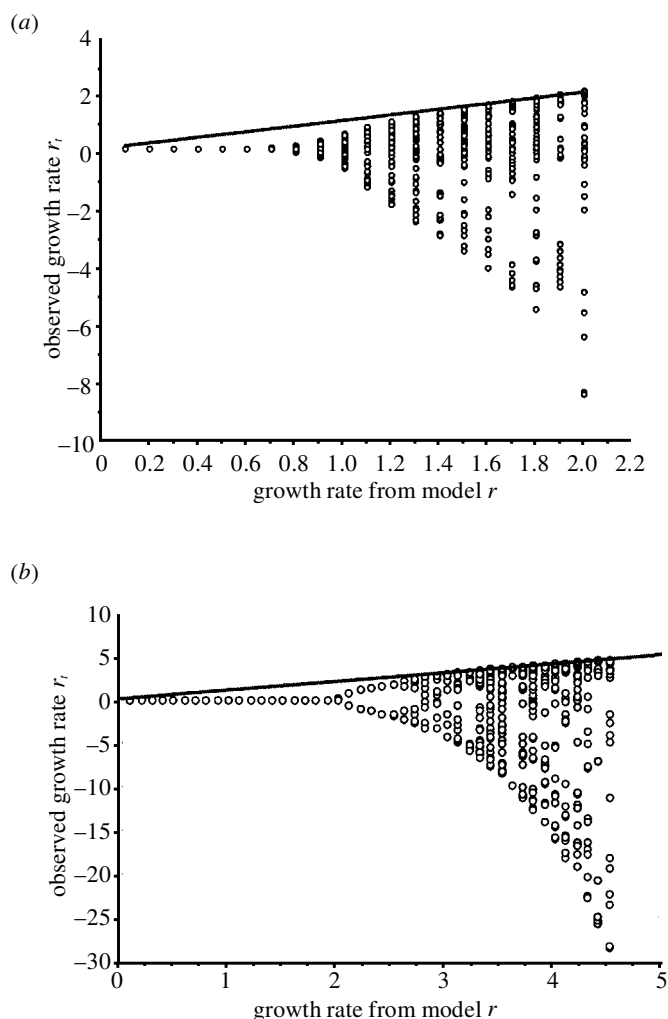 (a)
4
2
0
−2
−4
−6
−8
−10
observed growth rate rₜ
0 0.2 0.4 0.6 0.8 1.0 1.2 1.4 1.6 1.8 2.0 2.2
growth rate from model r
(b)
10
5
0
−5
−10
−15
−20
−25
−30
observed growth rate rₜ
0 1 2 3 4 5
growth rate from model r